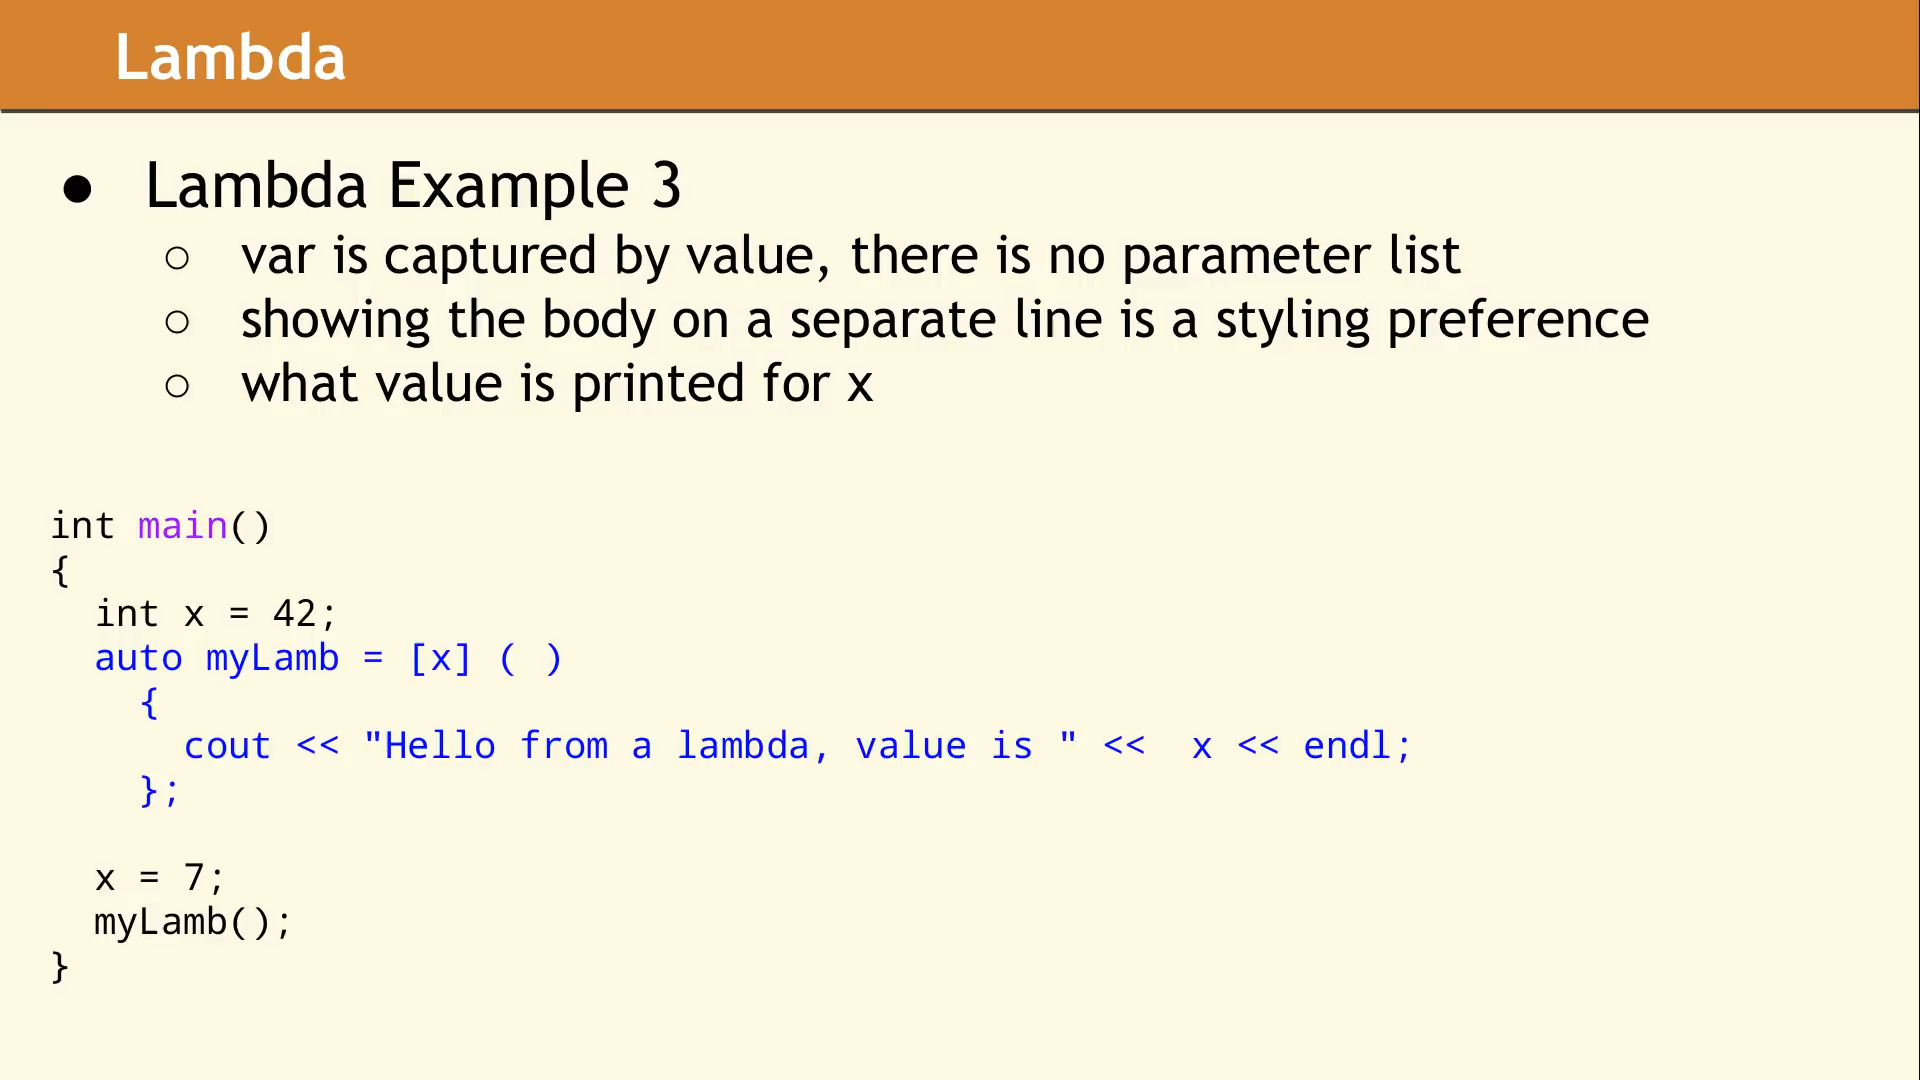 Lambda
● Lambda Example 3
○ var is captured by value, there is no parameter list
○ showing the body on a separate line is a styling preference
○ what value is printed for x
int main()
{
  int x = 42;
  auto myLamb = [x] ( )
    {
      cout << "Hello from a lambda, value is " <<  x << endl;
    };
  x = 7;
  myLamb();
}